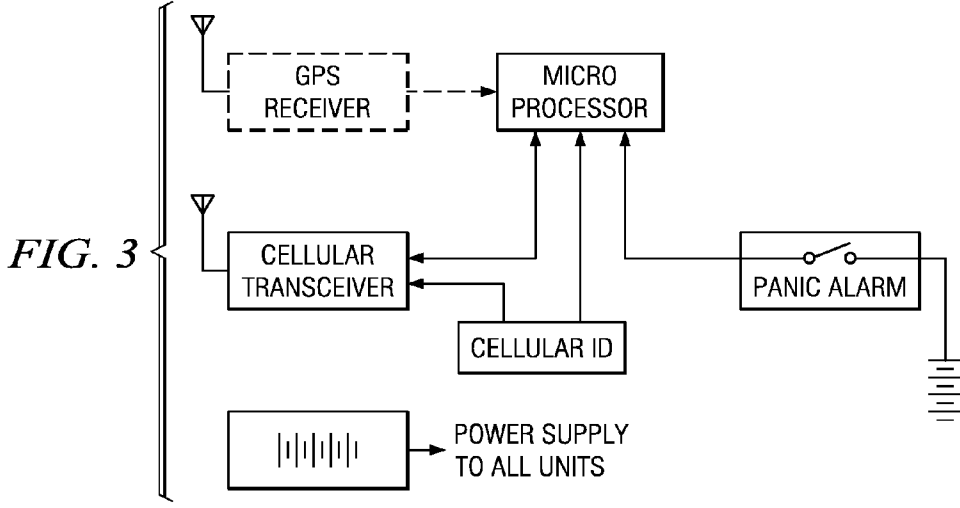 GPS
RECEIVER
MICRO
PROCESSOR
FIG. 3
CELLULAR
TRANSCEIVER
PANIC ALARM
CELLULAR ID
POWER SUPPLY
TO ALL UNITS